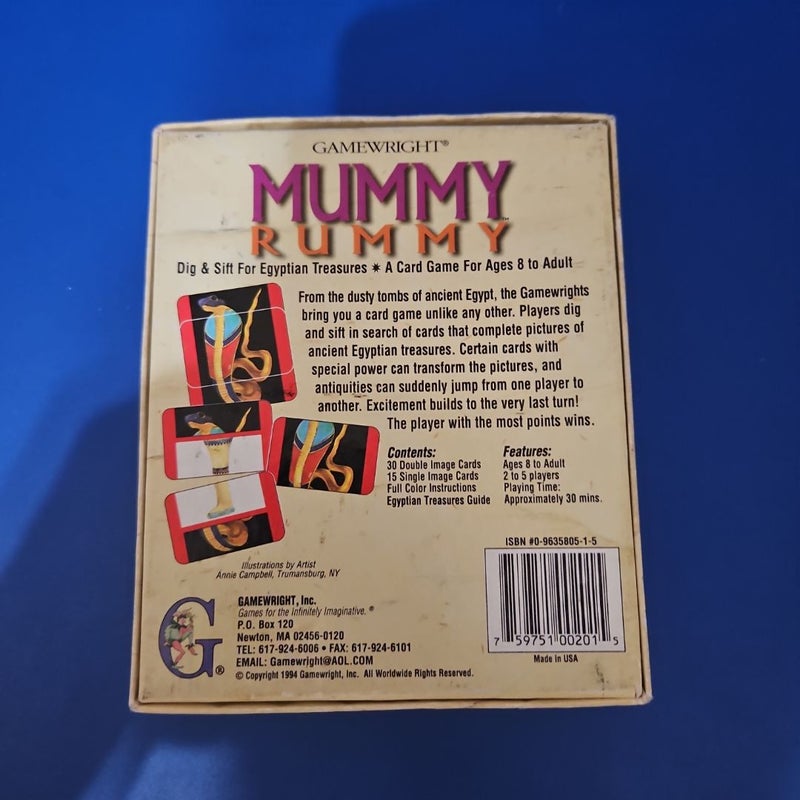 GAMEWRIGHT®
MUMMY™
RUMMY
Dig & Sift For Egyptian Treasures ✷ A Card Game For Ages 8 to Adult
From the dusty tombs of ancient Egypt, the Gamewrights
bring you a card game unlike any other. Players dig
and sift in search of cards that complete pictures of
ancient Egyptian treasures. Certain cards with
special power can transform the pictures, and
antiquities can suddenly jump from one player to
another. Excitement builds to the very last turn!
The player with the most points wins.
Contents:
30 Double Image Cards
15 Single Image Cards
Full Color Instructions
Egyptian Treasures Guide
Features:
Ages 8 to Adult
2 to 5 players
Playing Time:
Approximately 30 mins.
Illustrations by Artist
Annie Campbell, Trumansburg, NY
ISBN #0-9635805-1-5
7 59751 00201 5
Made in USA
G®
GAMEWRIGHT, Inc.
Games for the Infinitely Imaginative.®
P.O. Box 120
Newton, MA 02456-0120
TEL: 617-924-6006 • FAX: 617-924-6101
EMAIL: Gamewright@AOL.COM
© Copyright 1994 Gamewright, Inc. All Worldwide Rights Reserved.